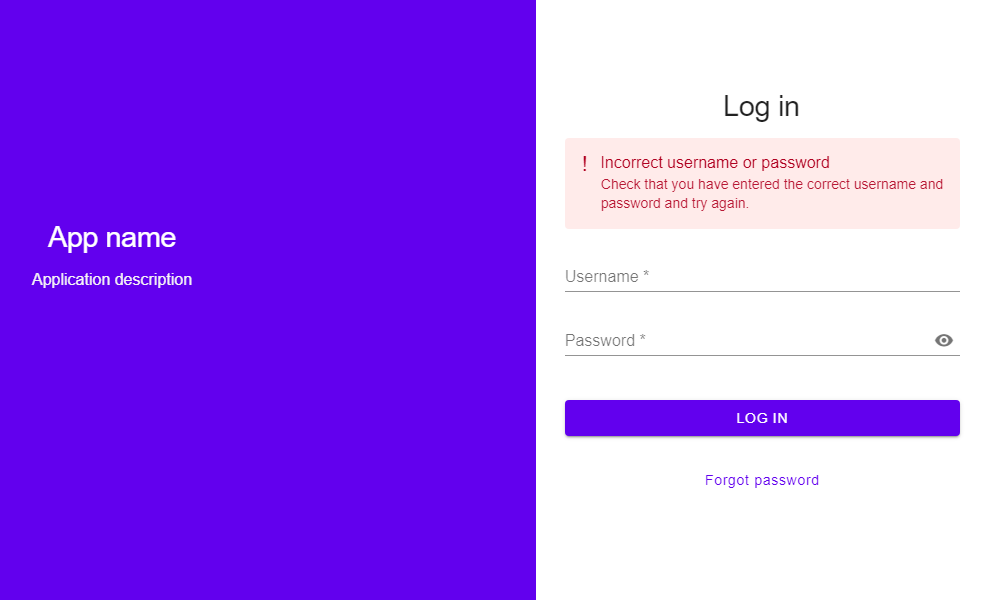 App name
Application description
Log in
! Incorrect username or password
Check that you have entered the correct username and
password and try again.
Username *
Password *
LOG IN
Forgot password